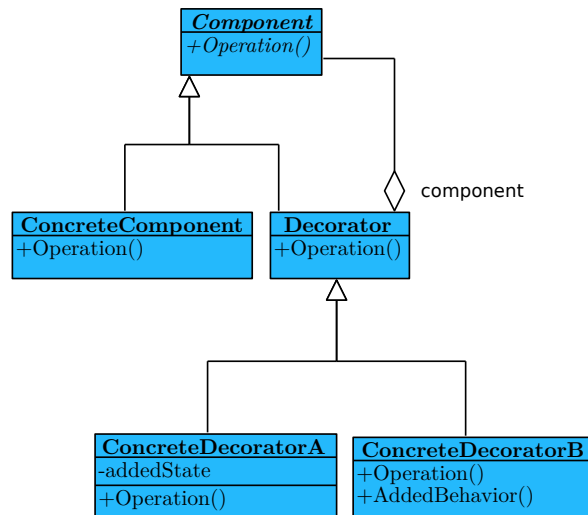 Component
+Operation()
component
ConcreteComponent
+Operation()
Decorator
+Operation()
ConcreteDecoratorA
-addedState
+Operation()
ConcreteDecoratorB
+Operation()
+AddedBehavior()